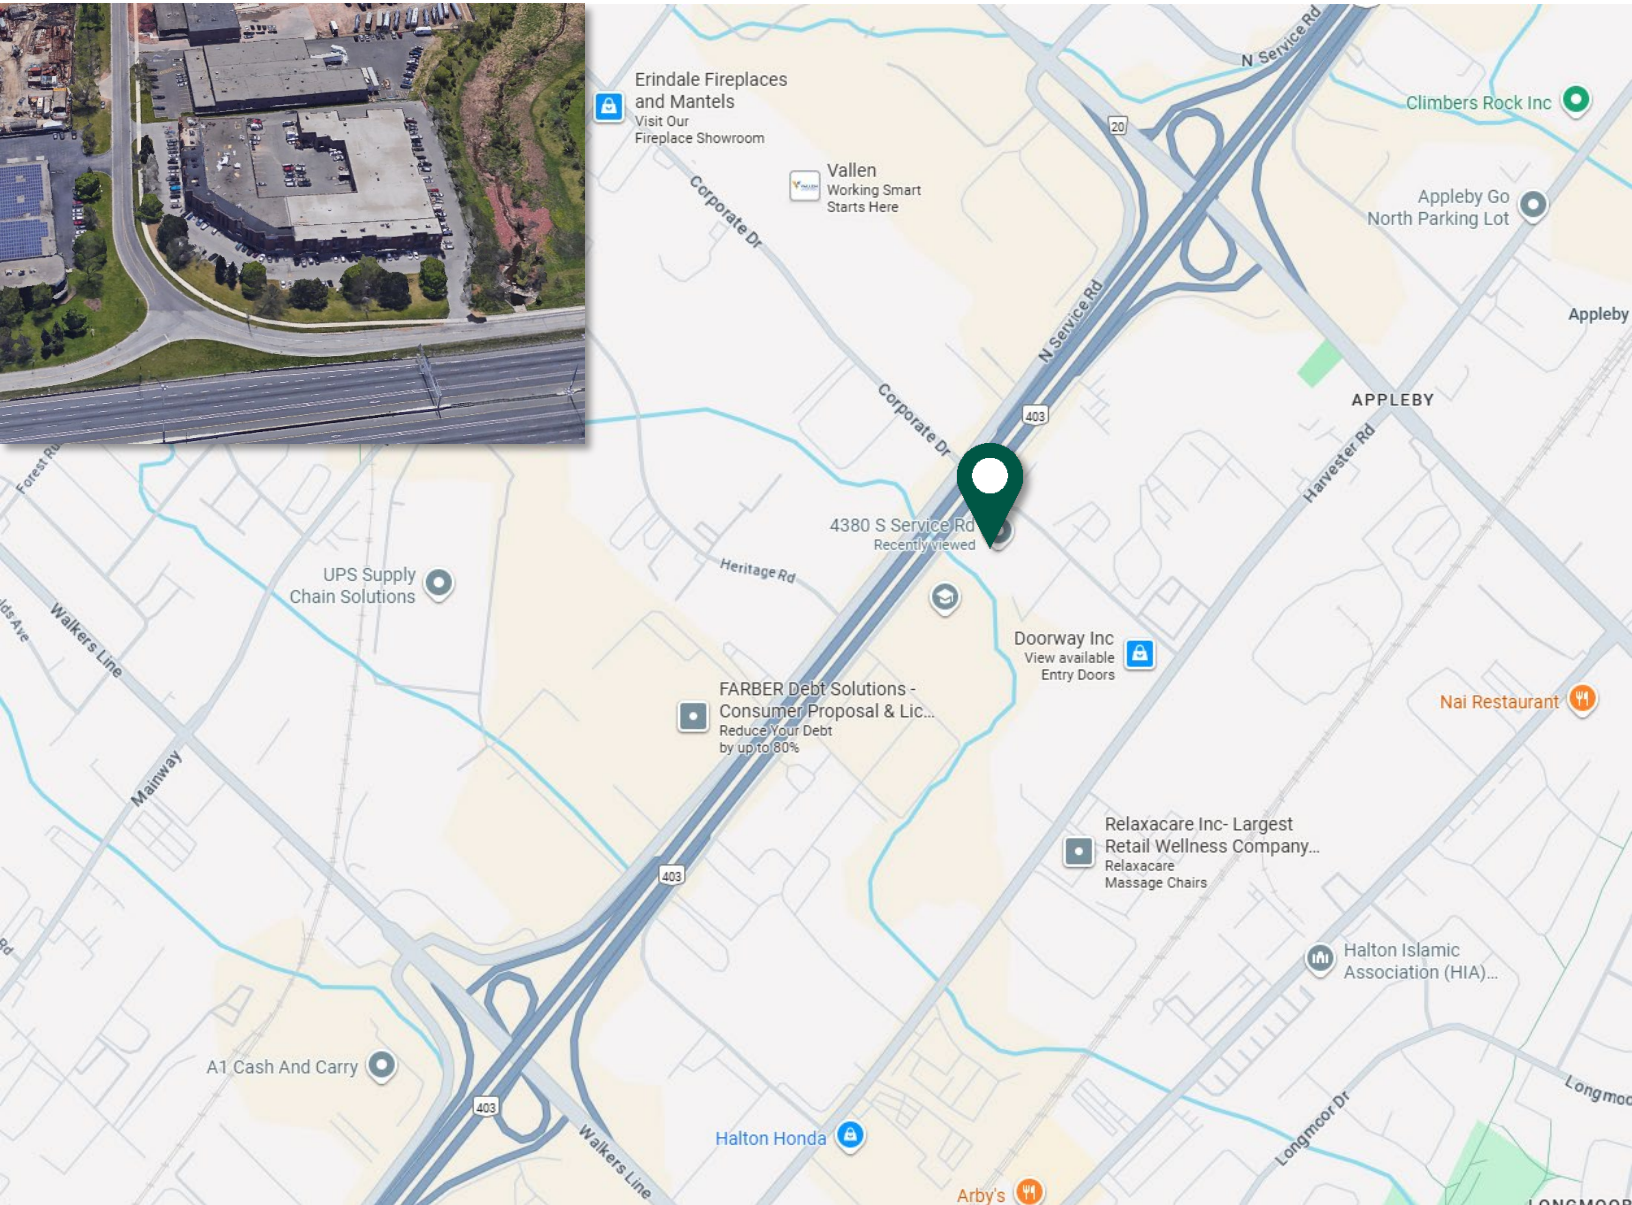 N Service Rd
Erindale Fireplaces
and Mantels
Visit Our
Fireplace Showroom
Climbers Rock Inc
20
Vallen
Working Smart
Starts Here
Corporate Dr
Appleby Go
North Parking Lot
N Service Rd
Appleby
APPLEBY
Corporate Dr
403
Harvester Rd
4380 S Service Rd
Recently viewed
Heritage Rd
UPS Supply
Chain Solutions
Walkers Line
Doorway Inc
View available
Entry Doors
FARBER Debt Solutions -
Consumer Proposal & Lic...
Reduce Your Debt
by up to 80%
Nai Restaurant
Mainway
Relaxacare Inc- Largest
Retail Wellness Company...
Relaxacare
Massage Chairs
403
Rd
Halton Islamic
Association (HIA)...
A1 Cash And Carry
403
Longmoor Dr
Halton Honda
Walkers Line
Arby's